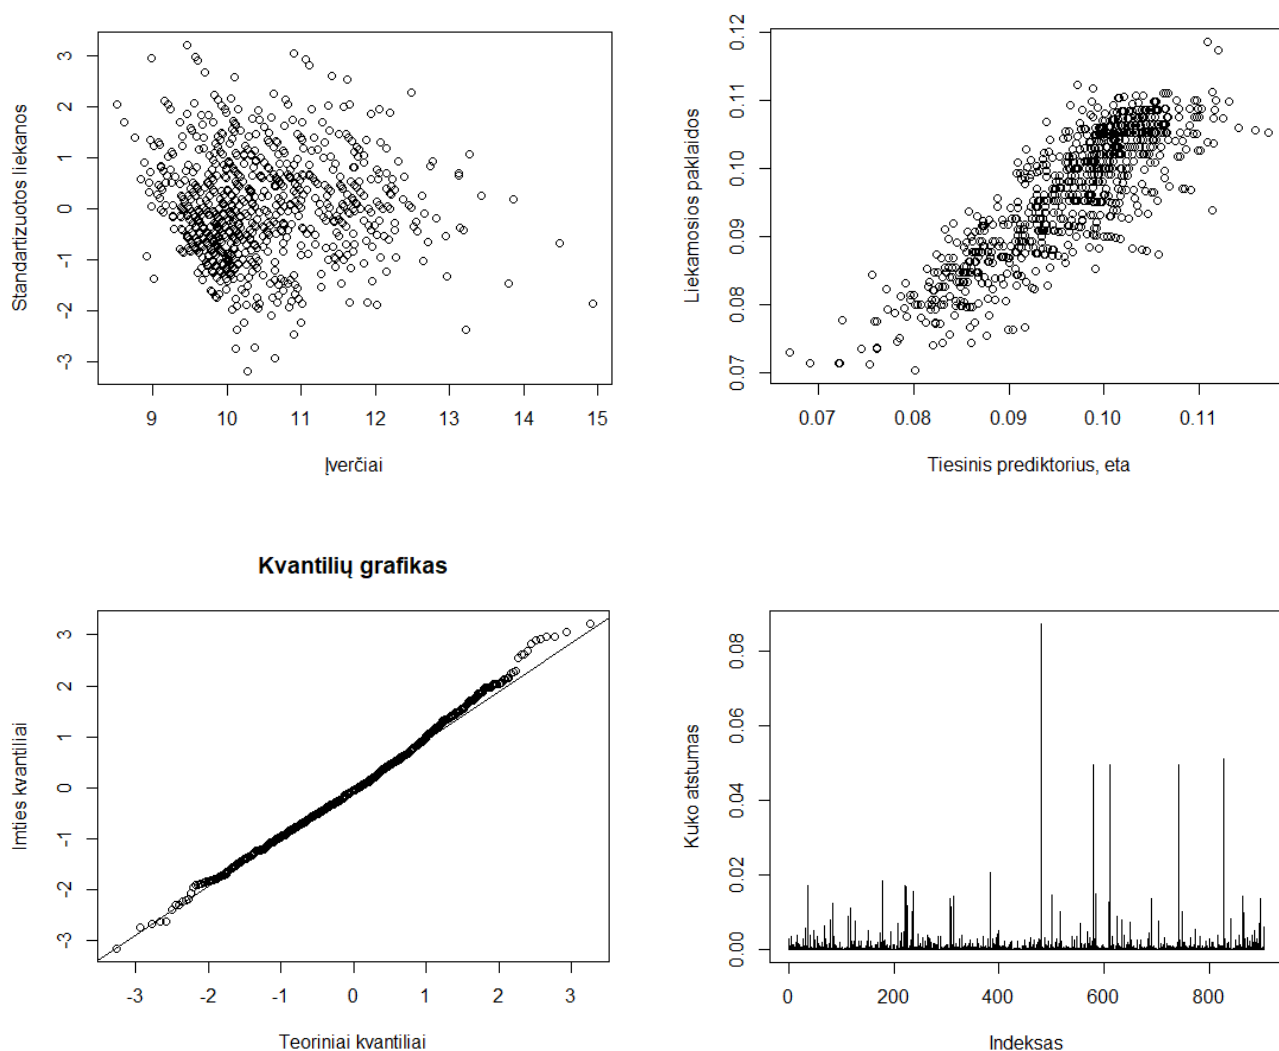 Standartizuotos liekanos
3
2
1
0
-1
-2
-3
9 10 11 12 13 14 15
Įverčiai
Liekamosios paklaidos
0.12
0.11
0.10
0.09
0.08
0.07
0.07 0.08 0.09 0.10 0.11
Tiesinis prediktorius, eta
Kvantilių grafikas
Imties kvantiliai
3
2
1
0
-1
-2
-3
-3 -2 -1 0 1 2 3
Teoriniai kvantiliai
Kuko atstumas
0.08
0.06
0.04
0.02
0.00
0 200 400 600 800
Indeksas